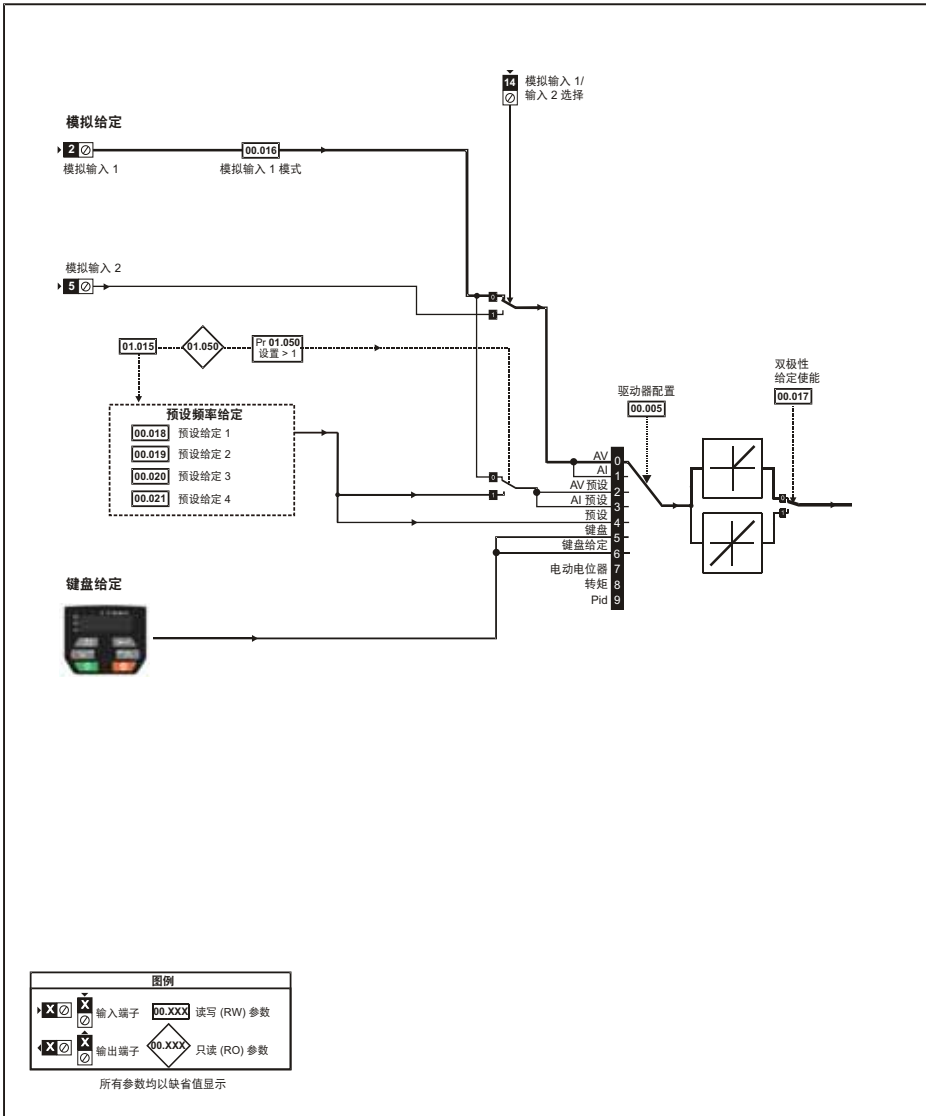 14
模拟输入 1/
输入 2 选择
模拟给定
2
00.016
模拟输入 1
模拟输入 1 模式
模拟输入 2
5
0
1
01.015
01.050
Pr 01.050
设置 > 1
双极性
给定使能
00.017
驱动器配置
00.005
预设频率给定
00.018 预设给定 1
00.019 预设给定 2
00.020 预设给定 3
00.021 预设给定 4
0
1
AV 0
AI 1
AV 预设 2
AI 预设 3
预设 4
键盘 5
键盘给定 6
电动电位器 7
转矩 8
Pid 9
0
1
键盘给定
图例
X X 输入端子 00.XXX 读写 (RW) 参数
X X 输出端子 00.XXX 只读 (RO) 参数
所有参数均以缺省值显示